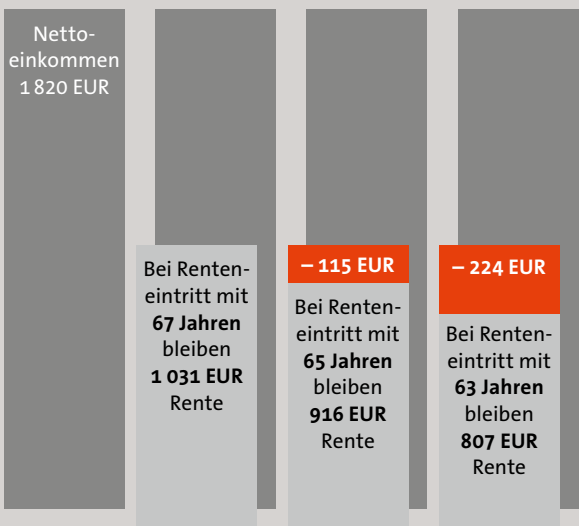 Netto-
einkommen
1 820 EUR
Bei Renten-
eintritt mit
67 Jahren
bleiben
1 031 EUR
Rente
– 115 EUR
Bei Renten-
eintritt mit
65 Jahren
bleiben
916 EUR
Rente
– 224 EUR
Bei Renten-
eintritt mit
63 Jahren
bleiben
807 EUR
Rente